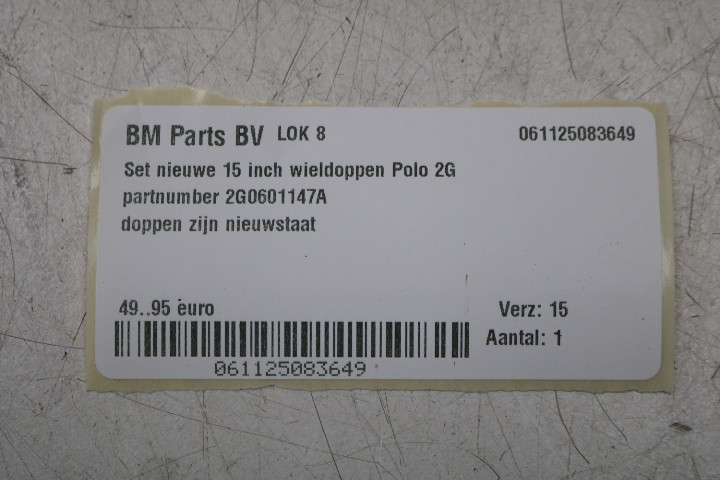 BM Parts BV LOK 8 061125083649
Set nieuwe 15 inch wieldoppen Polo 2G
partnumber 2G0601147A
doppen zijn nieuwstaat
49..95 euro Verz: 15
Aantal: 1
061125083649